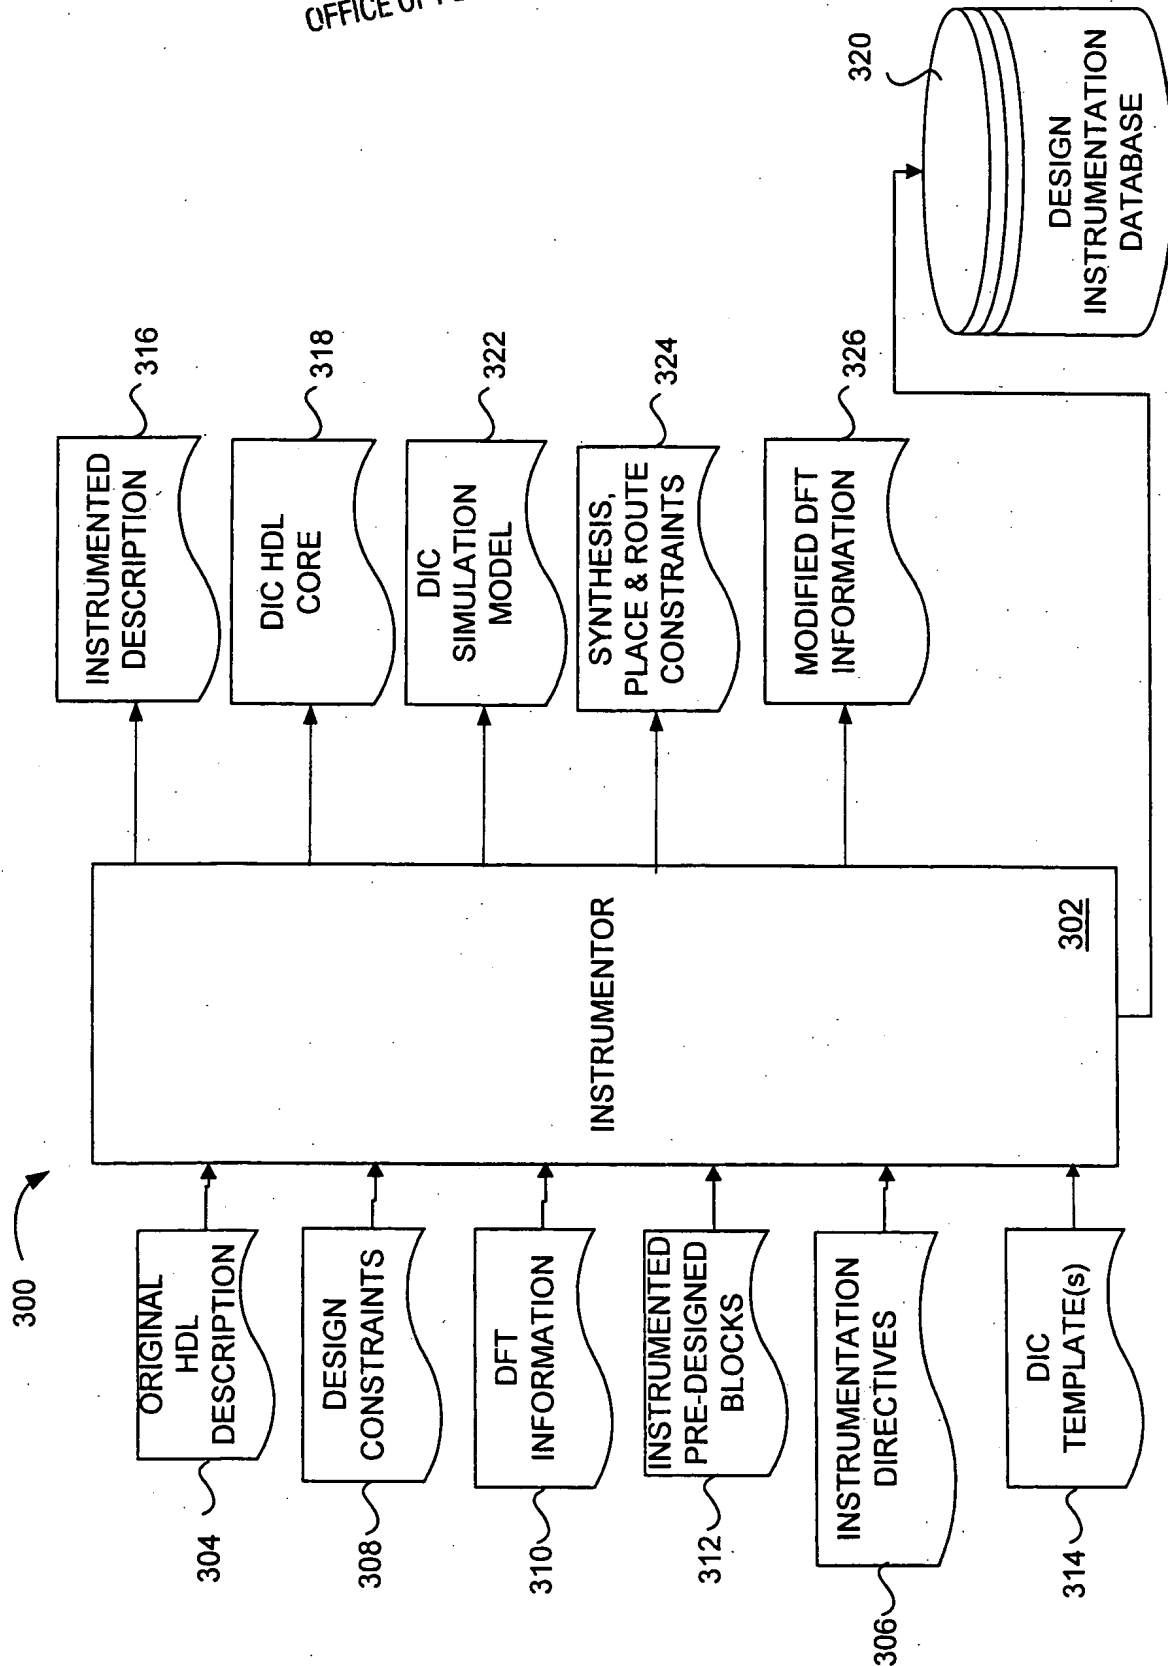 OFFICE OF
300
ORIGINAL
HDL
DESCRIPTION
304
DESIGN
CONSTRAINTS
308
DFT
INFORMATION
310
INSTRUMENTED
PRE-DESIGNED
BLOCKS
312
INSTRUMENTATION
DIRECTIVES
306
DIC
TEMPLATE(s)
314
INSTRUMENTOR
302
INSTRUMENTED
DESCRIPTION
316
DIC HDL
CORE
318
DIC
SIMULATION
MODEL
322
SYNTHESIS,
PLACE & ROUTE
CONSTRAINTS
324
MODIFIED DFT
INFORMATION
326
DESIGN
INSTRUMENTATION
DATABASE
320